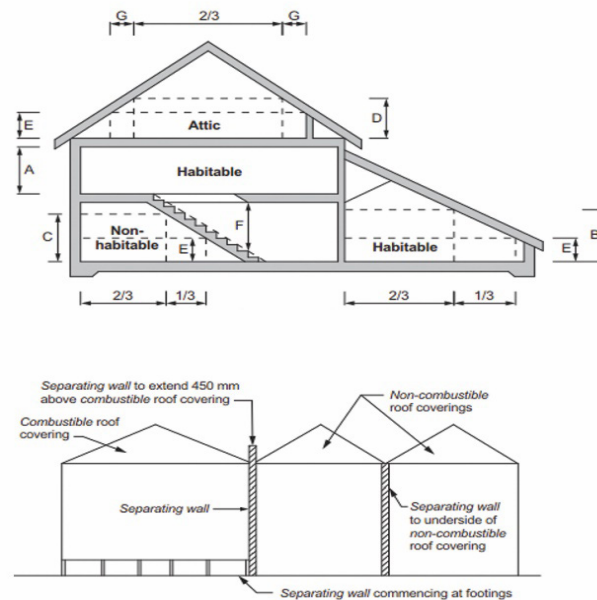 G 2/3 G
E
D
Attic
A
Habitable
C
Non-
habitable
F
E
B
Habitable
E
2/3 1/3 2/3 1/3
Separating wall to extend 450 mm
above combustible roof covering
Non-combustible
roof coverings
Combustible roof
covering
Separating wall
Separating wall
to underside of
non-combustible
roof covering
Separating wall commencing at footings